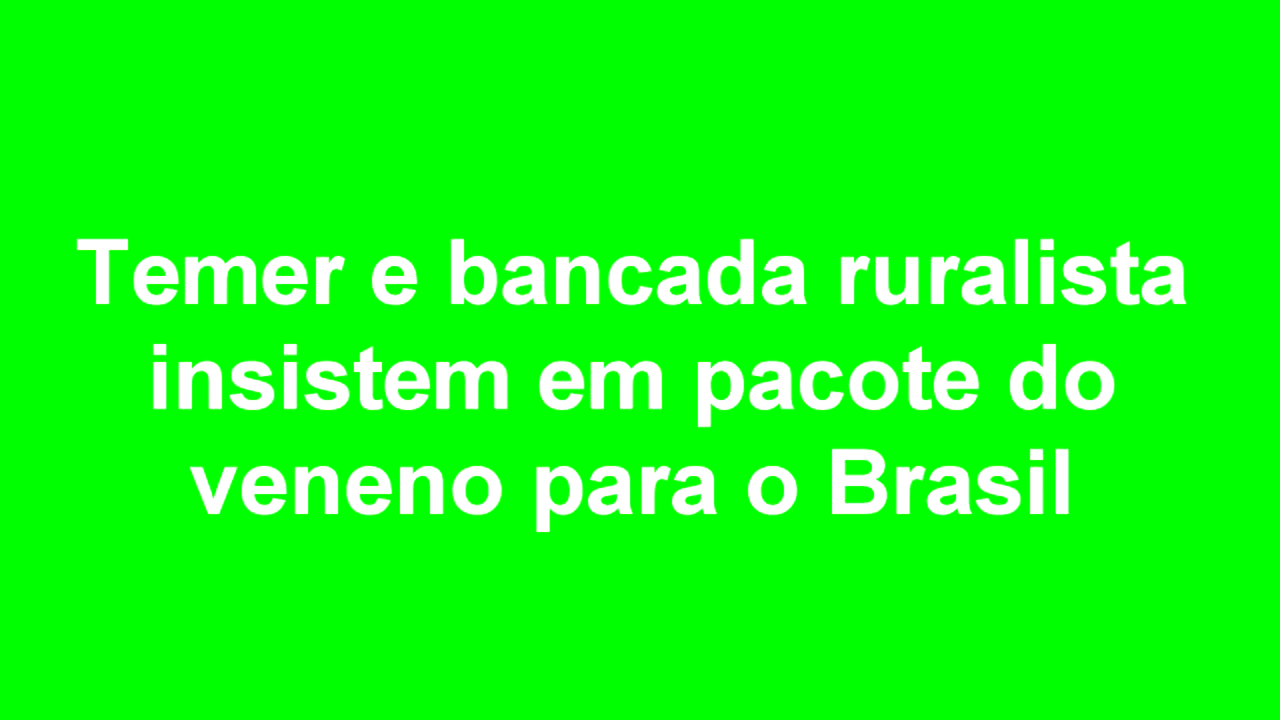 Temer e bancada ruralista
insistem em pacote do
veneno para o Brasil